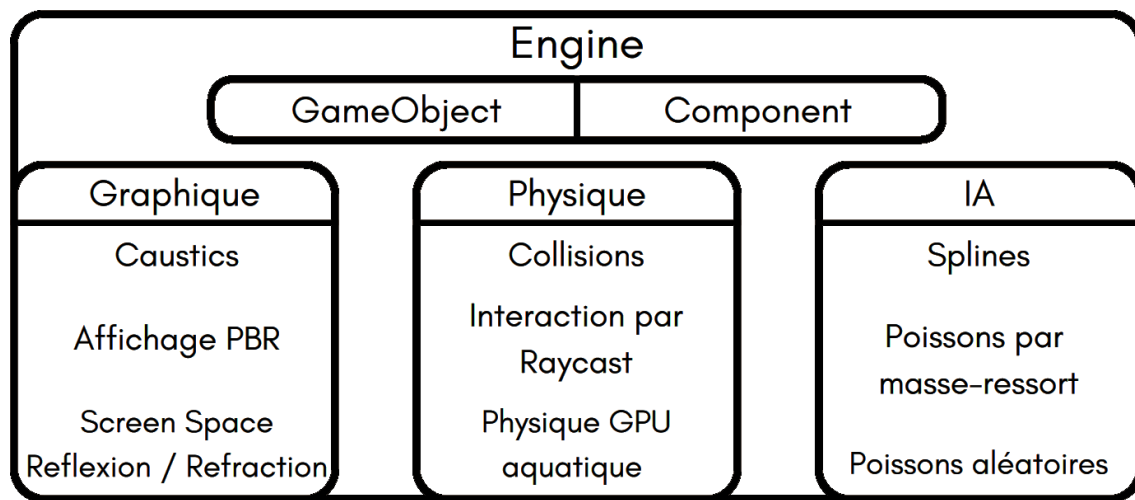 Engine
GameObject
Component
Graphique
Caustics
Affichage PBR
Screen Space
Reflexion / Refraction
Physique
Collisions
Interaction par
Raycast
Physique GPU
aquatique
IA
Splines
Poissons par
masse-ressort
Poissons aléatoires